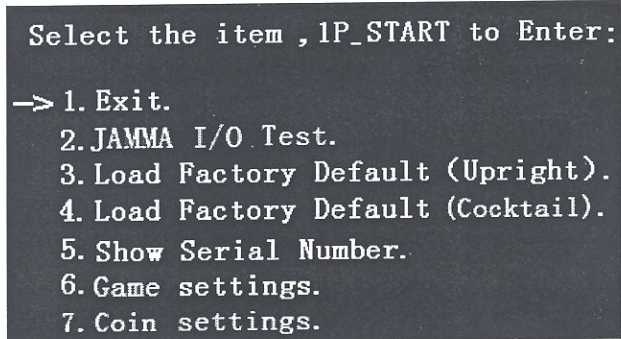 Select the item , 1P_START to Enter:
—> 1. Exit.
2. JAMMA I/O Test.
3. Load Factory Default (Upright).
4. Load Factory Default (Cocktail).
5. Show Serial Number.
6. Game settings.
7. Coin settings.